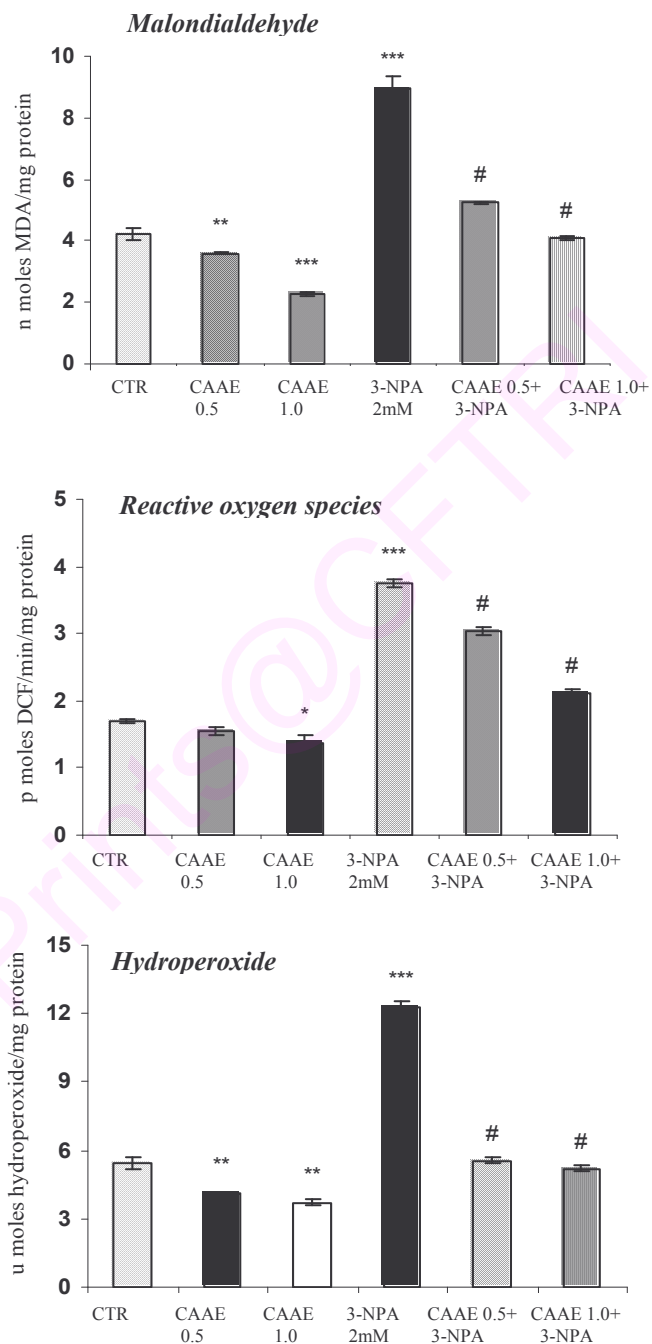 Malondialdehyde
n moles MDA/mg protein
10
8
6
4
2
0
**
***
***
#
#
CTR CAAE CAAE 3-NPA CAAE 0.5+ CAAE 1.0+
0.5 1.0 2mM 3-NPA 3-NPA
Reactive oxygen species
p moles DCF/min/mg protein
5
4
3
2
1
0
*
***
#
#
CTR CAAE CAAE 3-NPA CAAE 0.5+ CAAE 1.0+
0.5 1.0 2mM 3-NPA 3-NPA
Hydroperoxide
u moles hydroperoxide/mg protein
15
12
9
6
3
0
**
**
***
#
#
CTR CAAE CAAE 3-NPA CAAE 0.5+ CAAE 1.0+
0.5 1.0 2mM 3-NPA 3-NPA
Prints@CFTRI